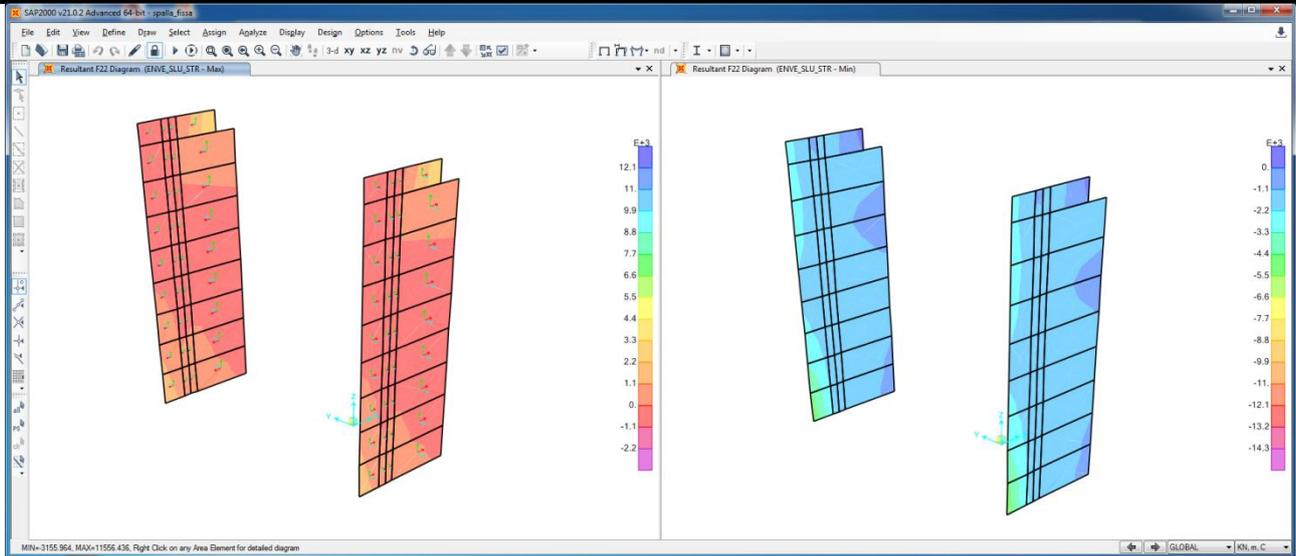 SAP2000 v21.0.2 Advanced 64-bit - spalla_fissa
File Edit View Define Draw Select Assign Analyze Display Design Options Tools Help
3-d xy xz yz nv
nd
Resultant F22 Diagram (ENVE_SLU_STR - Max)
Resultant F22 Diagram (ENVE_SLU_STR - Min)
E+3
12.1
11.
9.9
8.8
7.7
6.6
5.5
4.4
3.3
2.2
1.1
0.
-1.1
-2.2
Z
Y
E+3
0.
-1.1
-2.2
-3.3
-4.4
-5.5
-6.6
-7.7
-8.8
-9.9
-11.
-12.1
-13.2
-14.3
Z
Y
all
PS
clr
MIN=-3155.964, MAX=11556.436, Right Click on any Area Element for detailed diagram
GLOBAL
KN, m, C